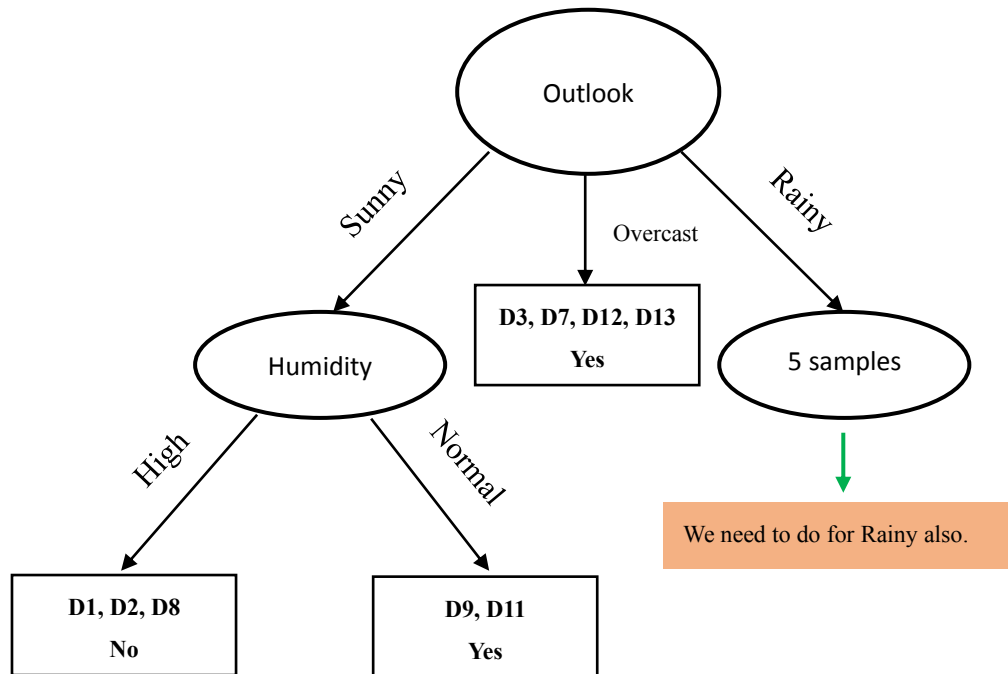 Outlook
Sunny
Overcast
Rainy
Humidity
D3, D7, D12, D13
Yes
5 samples
High
Normal
We need to do for Rainy also.
D1, D2, D8
No
D9, D11
Yes